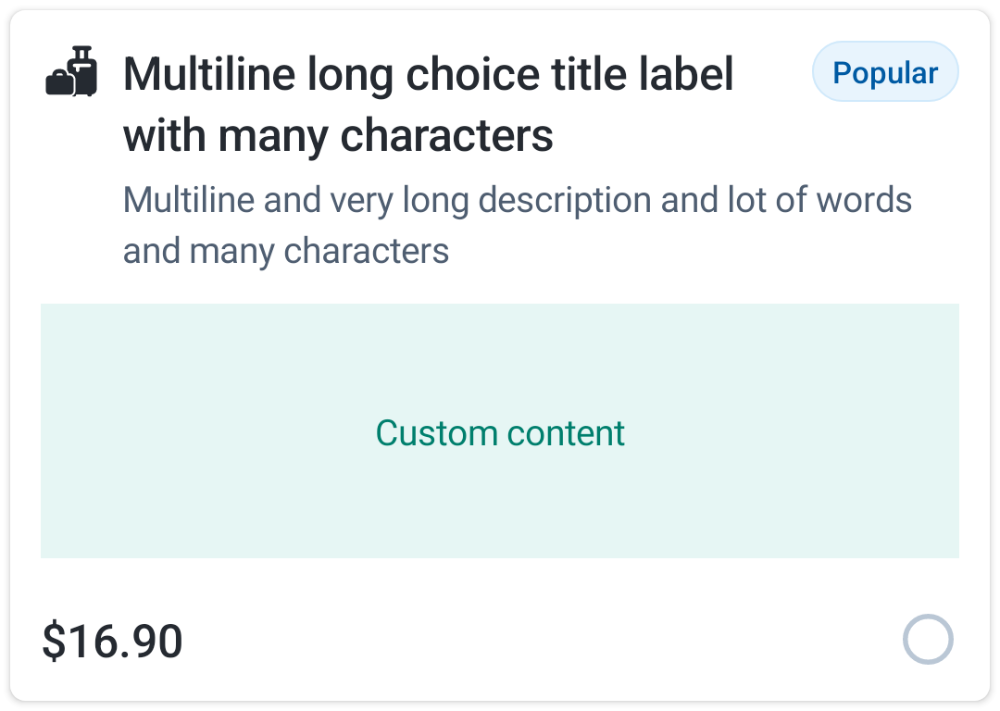 Multiline long choice title label
with many characters
Popular
Multiline and very long description and lot of words
and many characters
Custom content
$16.90